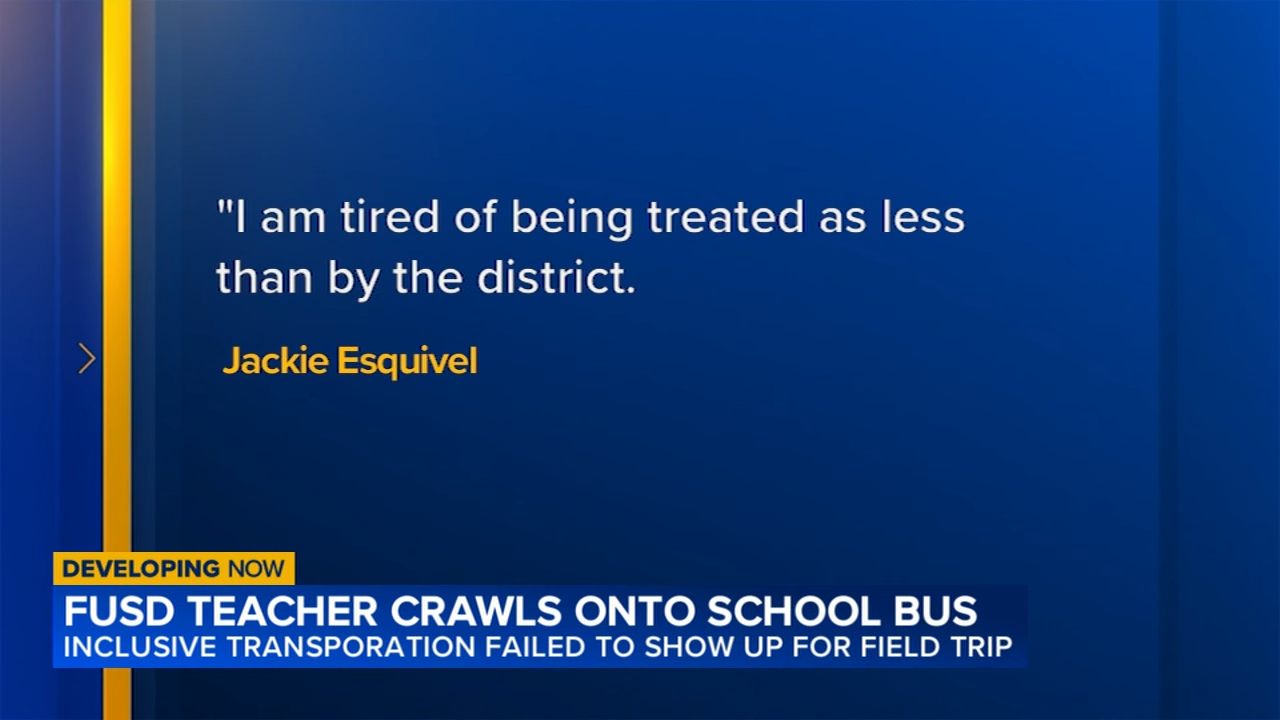 "I am tired of being treated as less
than by the district.
Jackie Esquivel
DEVELOPING NOW
FUSD TEACHER CRAWLS ONTO SCHOOL BUS
INCLUSIVE TRANSPORATION FAILED TO SHOW UP FOR FIELD TRIP